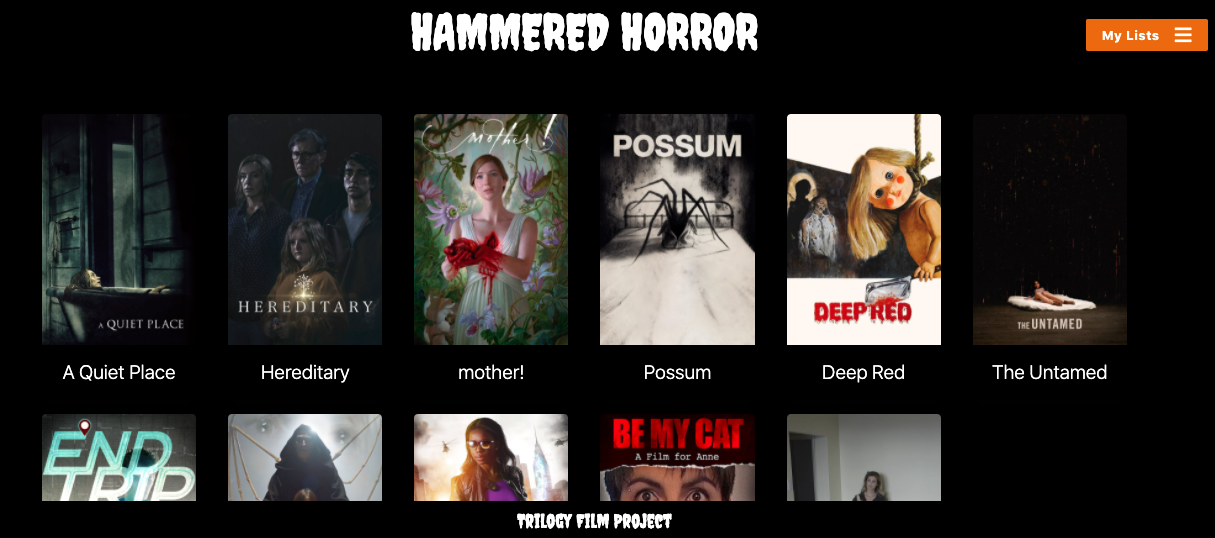 HAMMERED HORROR
My Lists
mother!
POSSUM
A QUIET PLACE
HEREDITARY
DEEP RED
THE UNTAMED
A Quiet Place
Hereditary
mother!
Possum
Deep Red
The Untamed
END
TRIP
BE MY CAT
A Film for Anne
TRILOGY FILM PROJECT